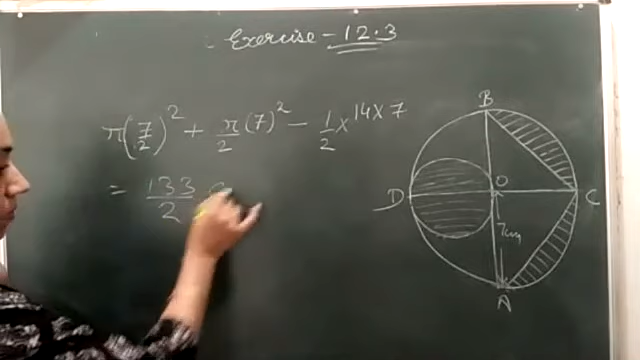 Exercise - 12.3
π(7/2)² + π/2 (7)² - 1/2 x 14 x 7
= 133/2
B
D
O
C
7cm
A